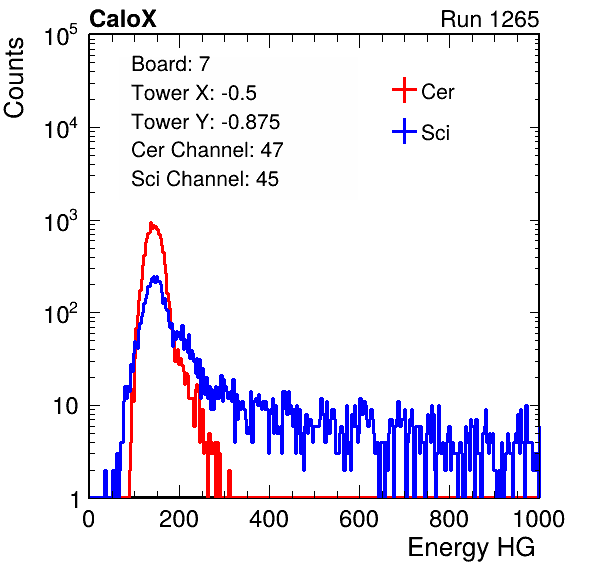 CaloX Run 1265
Counts
10^5
10^4
10^3
10^2
10
1
Board: 7
Tower X: -0.5
Tower Y: -0.875
Cer Channel: 47
Sci Channel: 45
Cer
Sci
0 200 400 600 800 1000
Energy HG